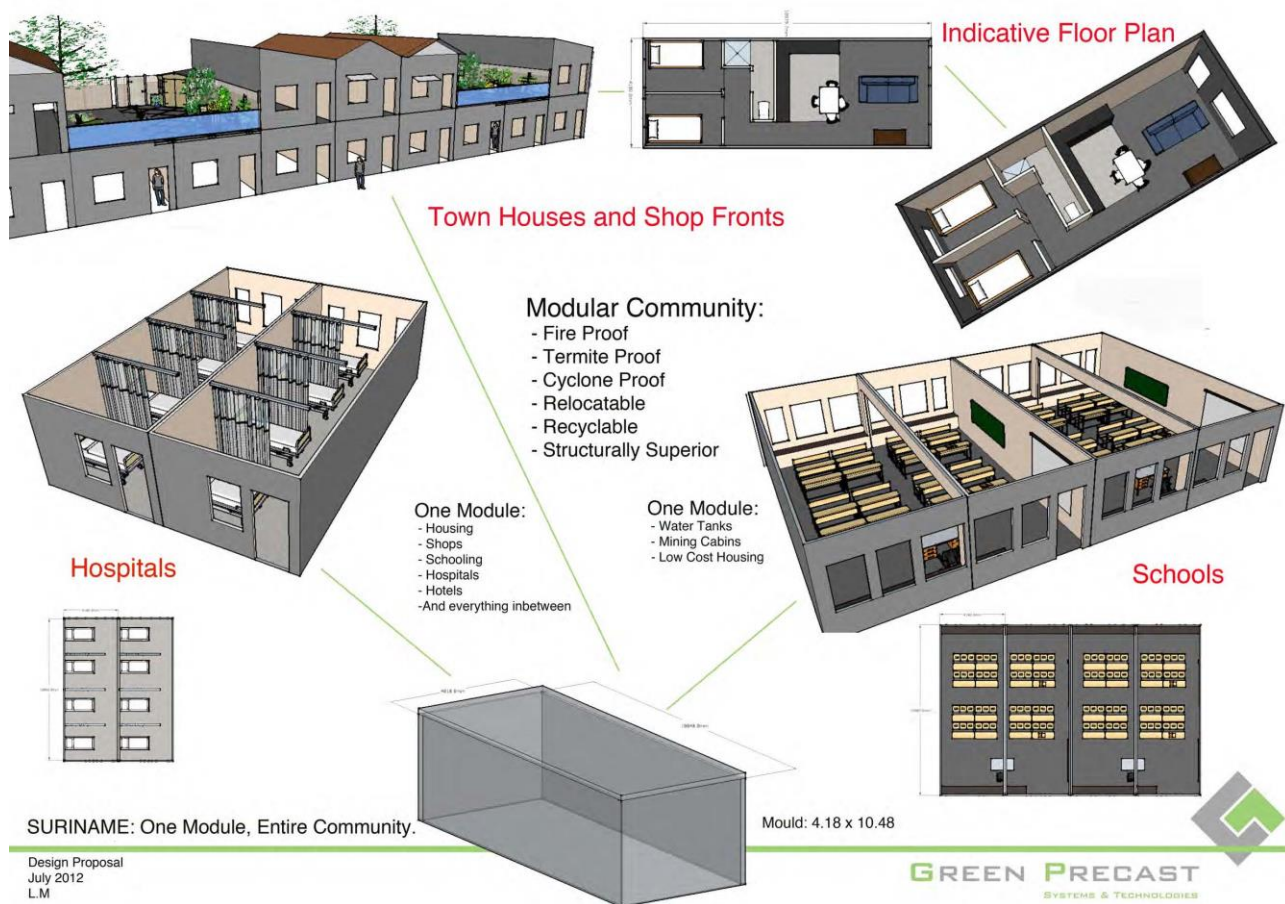 Indicative Floor Plan
Town Houses and Shop Fronts
Modular Community:
- Fire Proof
- Termite Proof
- Cyclone Proof
- Relocatable
- Recyclable
- Structurally Superior
One Module:
- Housing
- Shops
- Schooling
- Hospitals
- Hotels
-And everything inbetween
One Module:
- Water Tanks
- Mining Cabins
- Low Cost Housing
Hospitals
Schools
SURINAME: One Module, Entire Community.
Mould: 4.18 x 10.48
Design Proposal
July 2012
L.M
GREEN PRECAST
SYSTEMS & TECHNOLOGIES